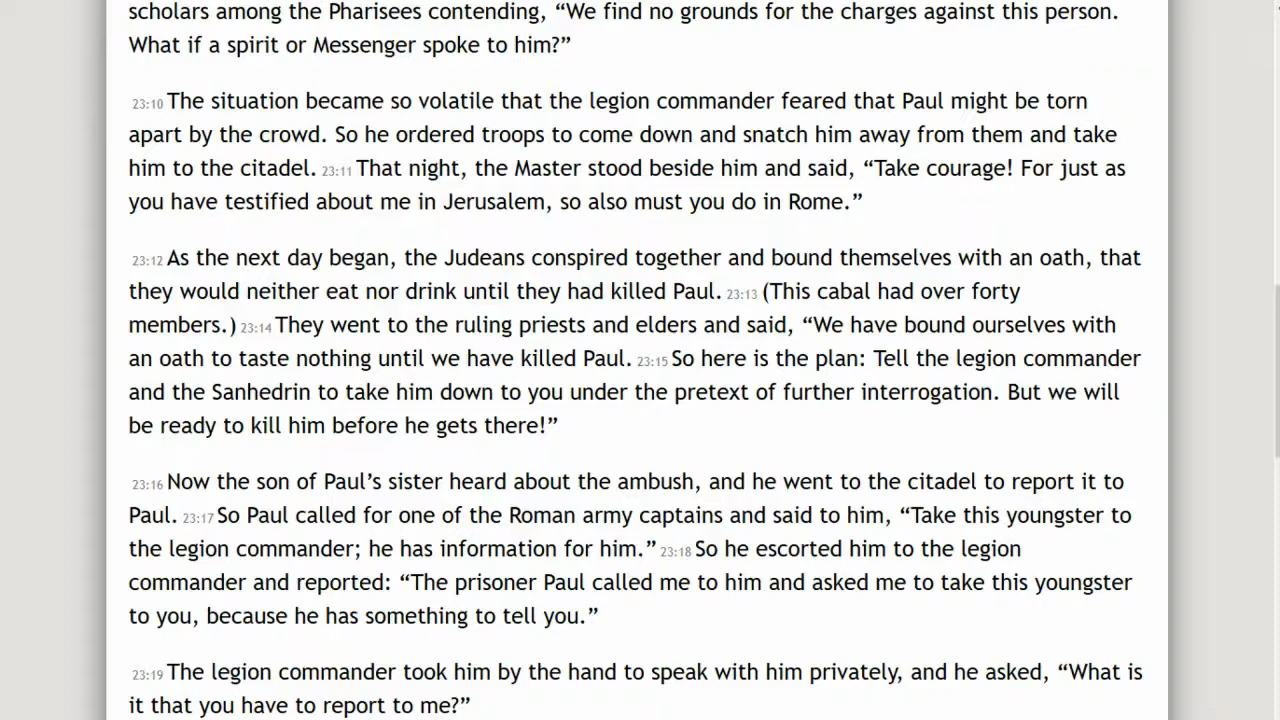 scholars among the Pharisees contending, “We find no grounds for the charges against this person.
What if a spirit or Messenger spoke to him?”
23:10 The situation became so volatile that the legion commander feared that Paul might be torn
apart by the crowd. So he ordered troops to come down and snatch him away from them and take
him to the citadel. 23:11 That night, the Master stood beside him and said, “Take courage! For just as
you have testified about me in Jerusalem, so also must you do in Rome.”
23:12 As the next day began, the Judeans conspired together and bound themselves with an oath, that
they would neither eat nor drink until they had killed Paul. 23:13 (This cabal had over forty
members.) 23:14 They went to the ruling priests and elders and said, “We have bound ourselves with
an oath to taste nothing until we have killed Paul. 23:15 So here is the plan: Tell the legion commander
and the Sanhedrin to take him down to you under the pretext of further interrogation. But we will
be ready to kill him before he gets there!”
23:16 Now the son of Paul’s sister heard about the ambush, and he went to the citadel to report it to
Paul. 23:17 So Paul called for one of the Roman army captains and said to him, “Take this youngster to
the legion commander; he has information for him.” 23:18 So he escorted him to the legion
commander and reported: “The prisoner Paul called me to him and asked me to take this youngster
to you, because he has something to tell you.”
23:19 The legion commander took him by the hand to speak with him privately, and he asked, “What is
it that you have to report to me?”